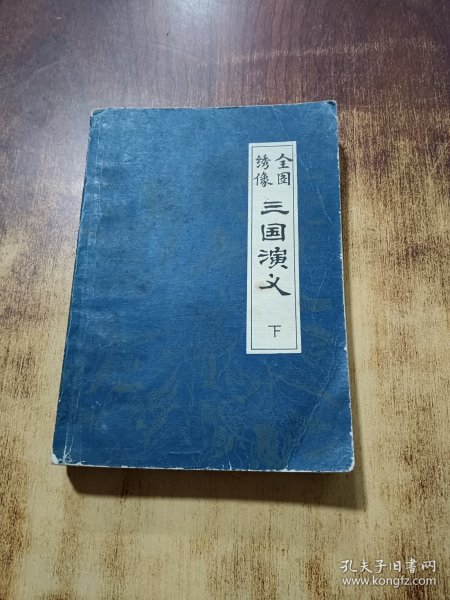 全图
绣像
三国演义
下
孔夫子旧书网
www.kongfz.com